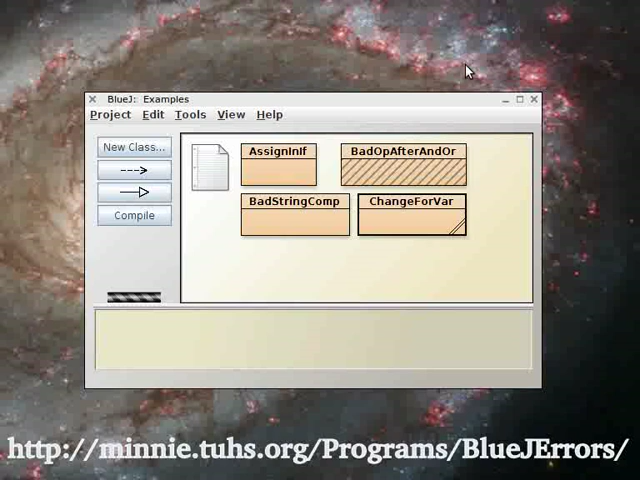 BlueJ: Examples
Project Edit Tools View Help
New Class...
Compile
AssignInIf
BadOpAfterAndOr
BadStringComp
ChangeForVar
http://minnie.tuhs.org/Programs/BlueJErrors/